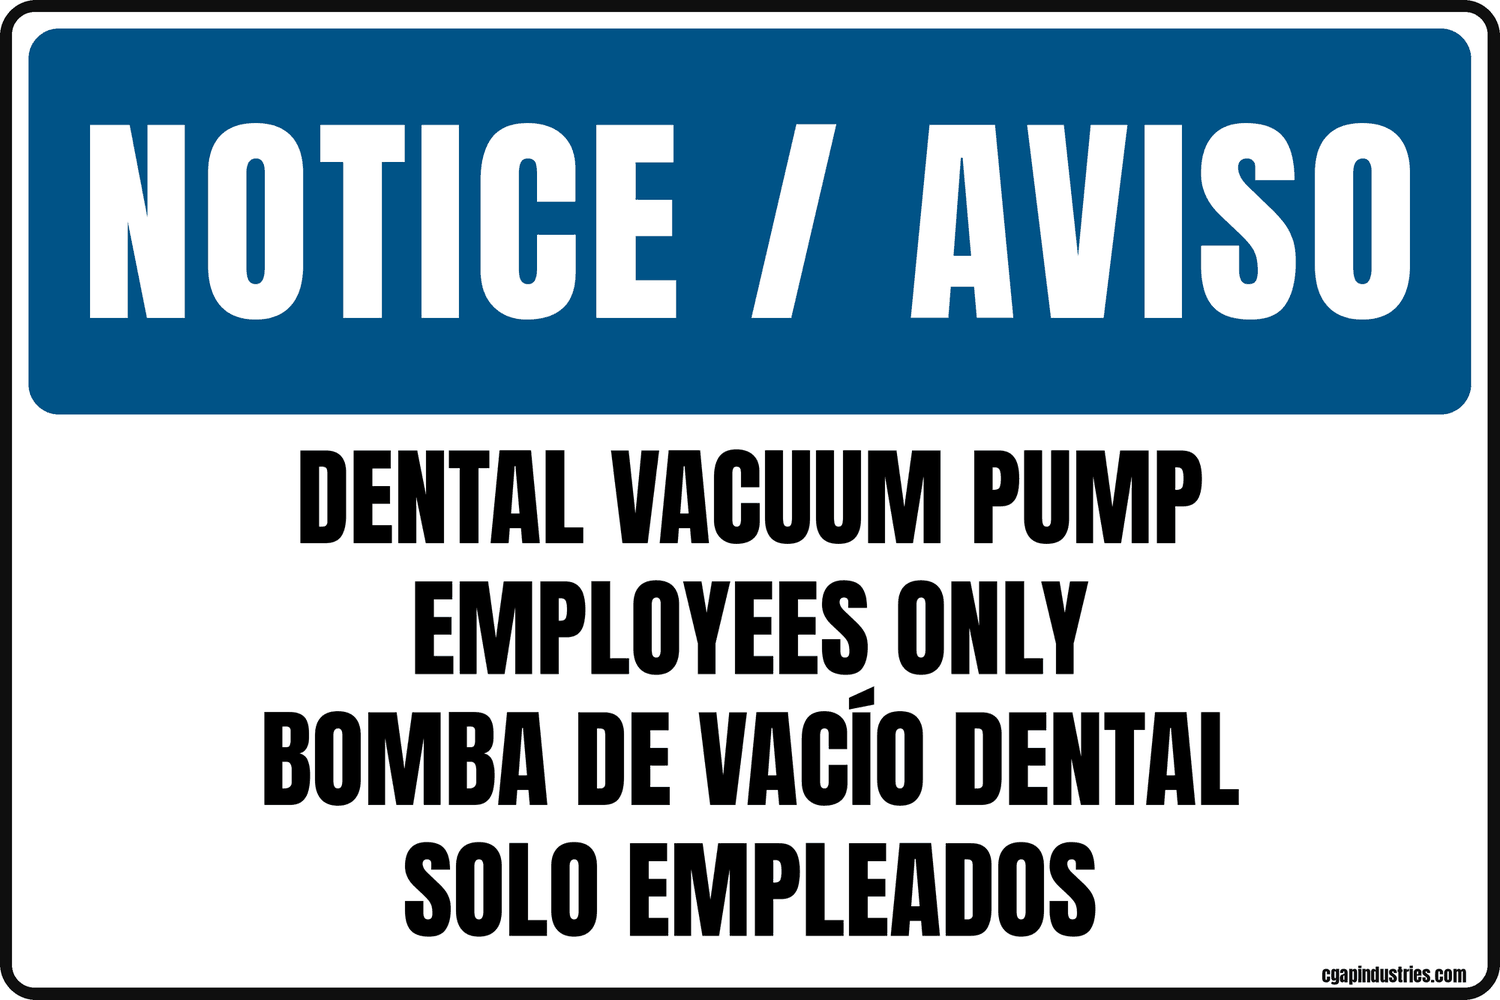 NOTICE / AVISO
DENTAL VACUUM PUMP
EMPLOYEES ONLY
BOMBA DE VACÍO DENTAL
SOLO EMPLEADOS
cgapindustries.com